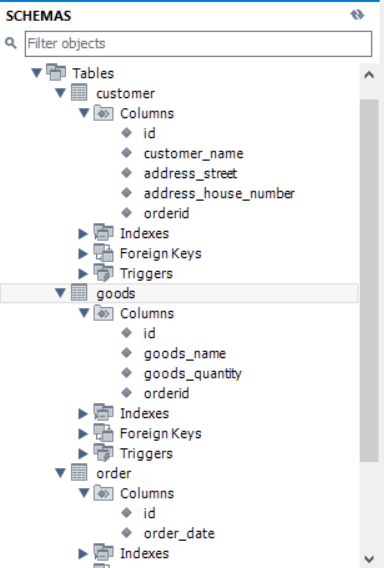 SCHEMAS
Filter objects
Tables
customer
Columns
id
customer_name
address_street
address_house_number
orderid
Indexes
Foreign Keys
Triggers
goods
Columns
id
goods_name
goods_quantity
orderid
Indexes
Foreign Keys
Triggers
order
Columns
id
order_date
Indexes